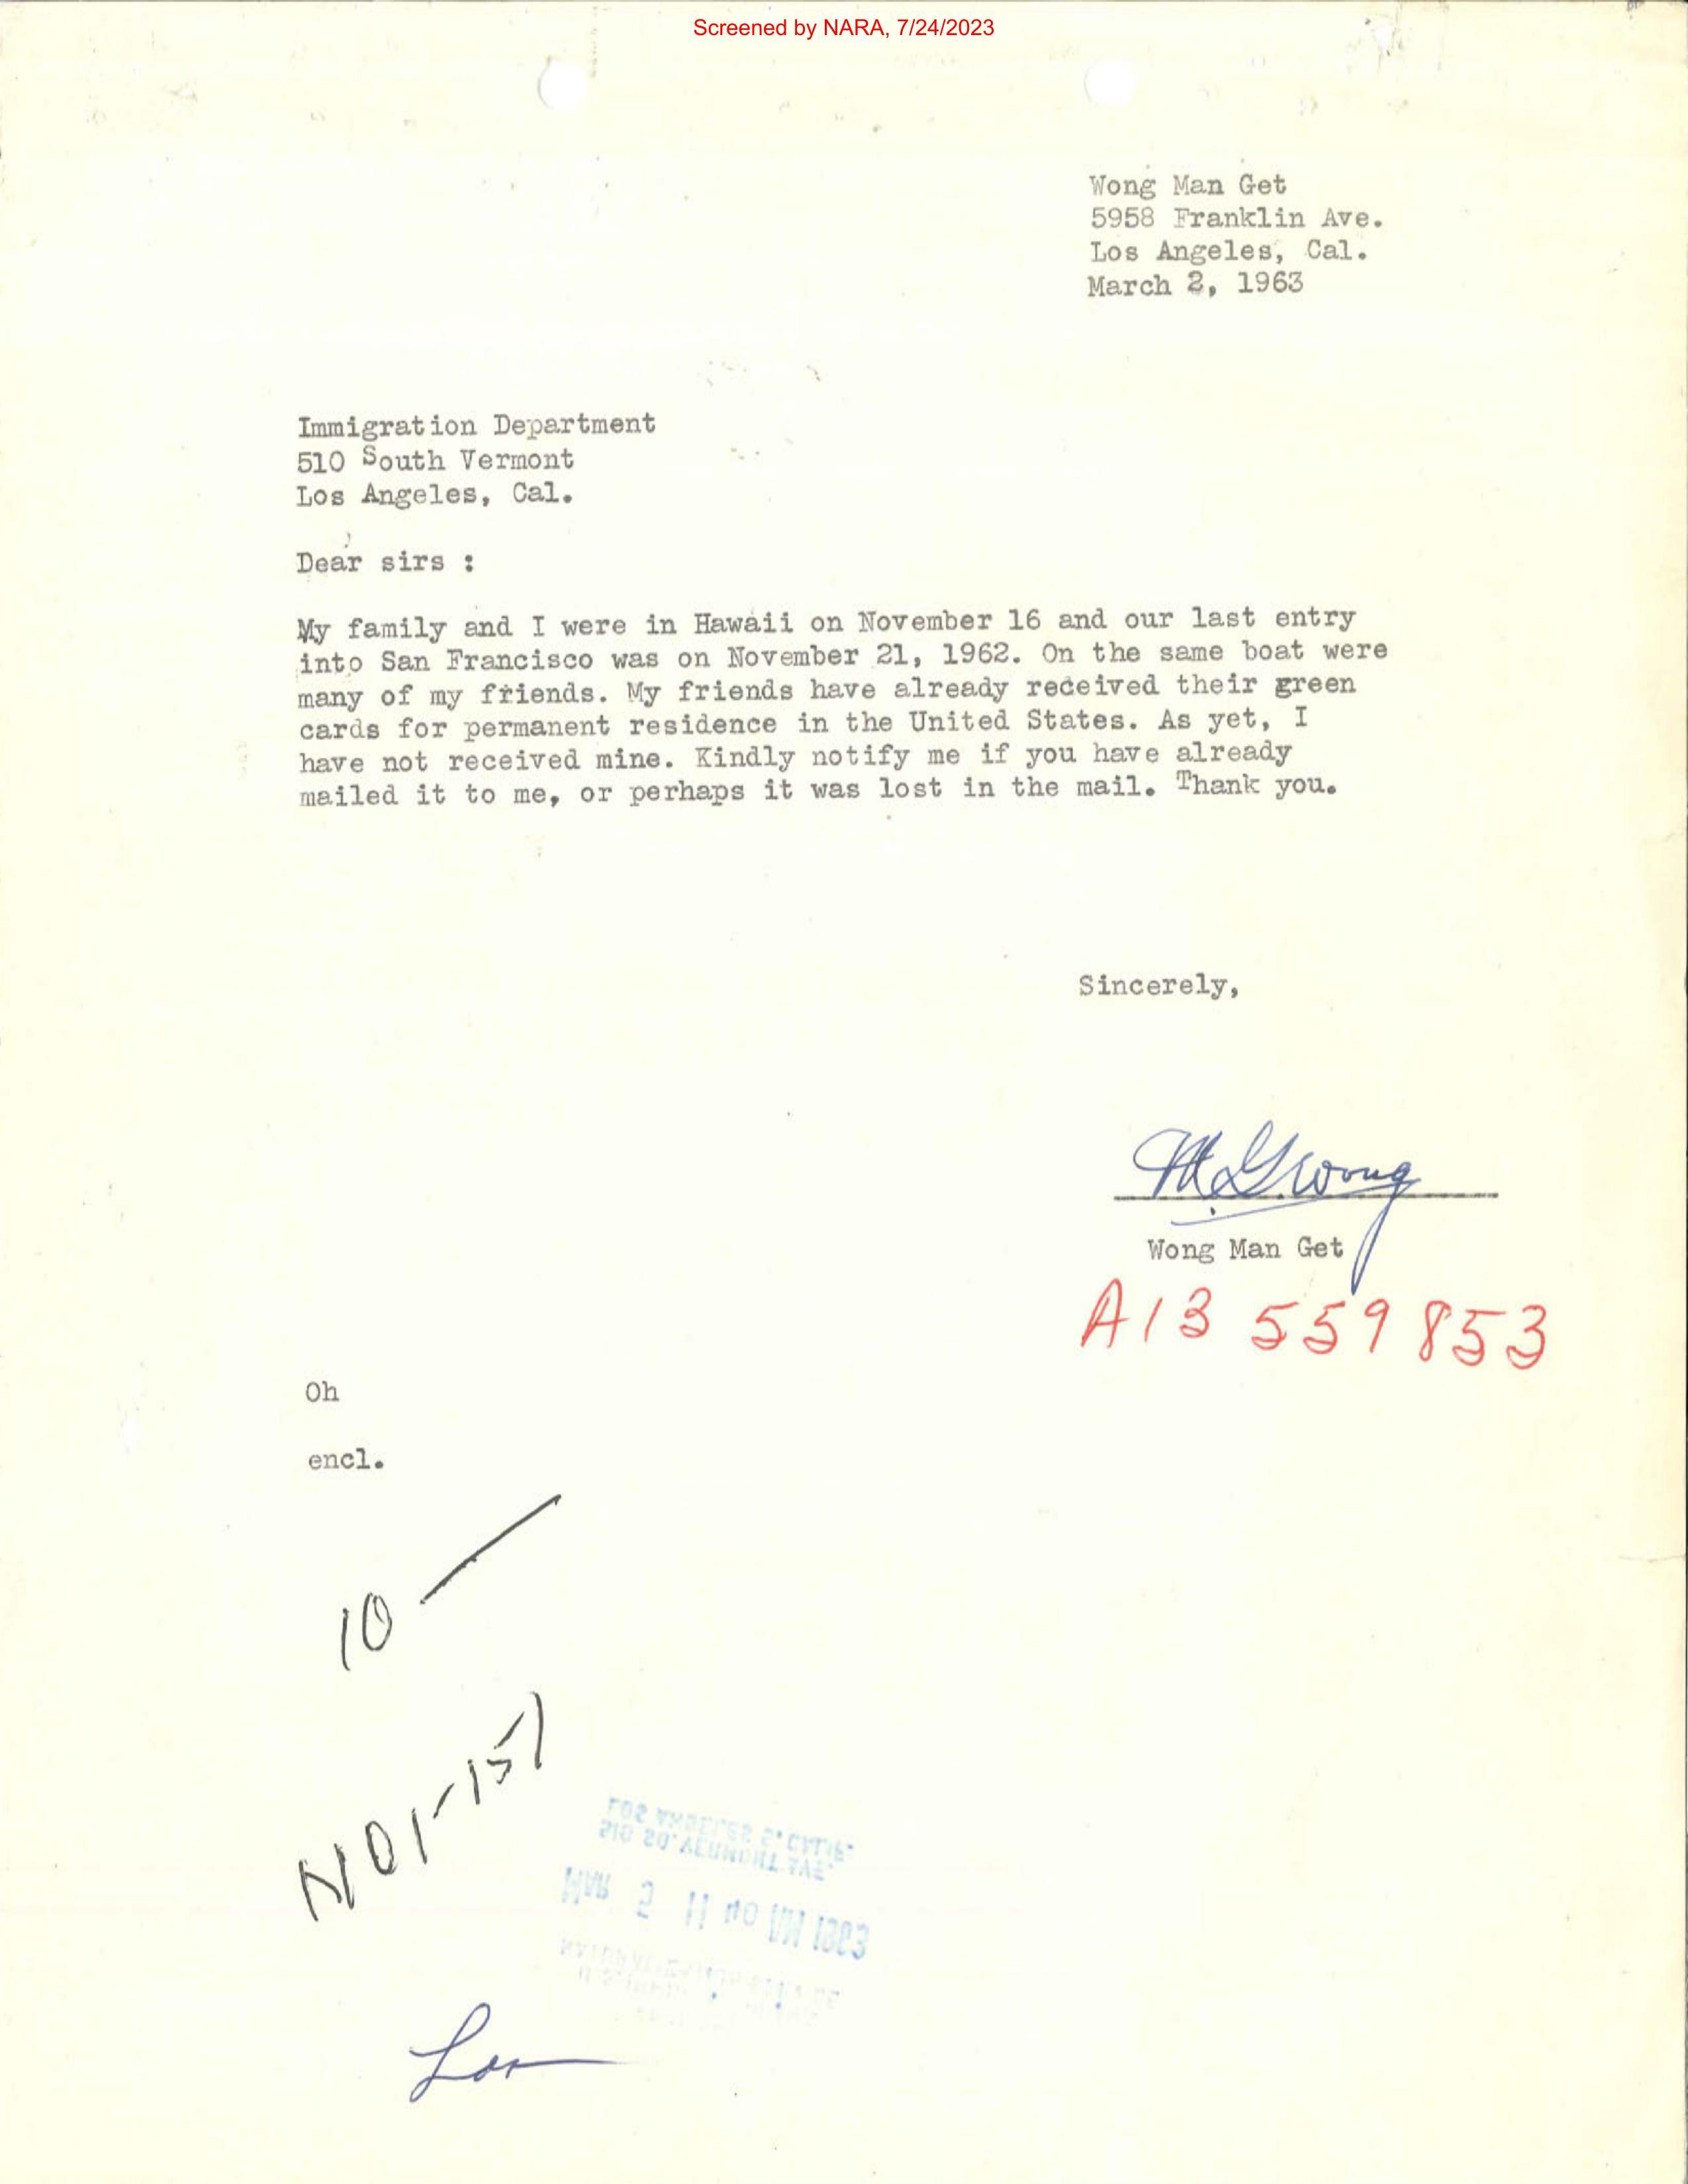 Screened by NARA, 7/24/2023
Wong Man Get
5958 Franklin Ave.
Los Angeles, Cal.
March 2, 1963
Immigration Department
510 South Vermont
Los Angeles, Cal.
Dear sirs :
My family and I were in Hawaii on November 16 and our last entry
into San Francisco was on November 21, 1962. On the same boat were
many of my friends. My friends have already received their green
cards for permanent residence in the United States. As yet, I
have not received mine. Kindly notify me if you have already
mailed it to me, or perhaps it was lost in the mail. Thank you.
Sincerely,
M.G. Wong
Wong Man Get
A13 559 853
Oh
encl.
10
LOS ANGELES 5, CALIF.
510 SO. VERMONT AVE.
MAR 5 11 40 AM 1963